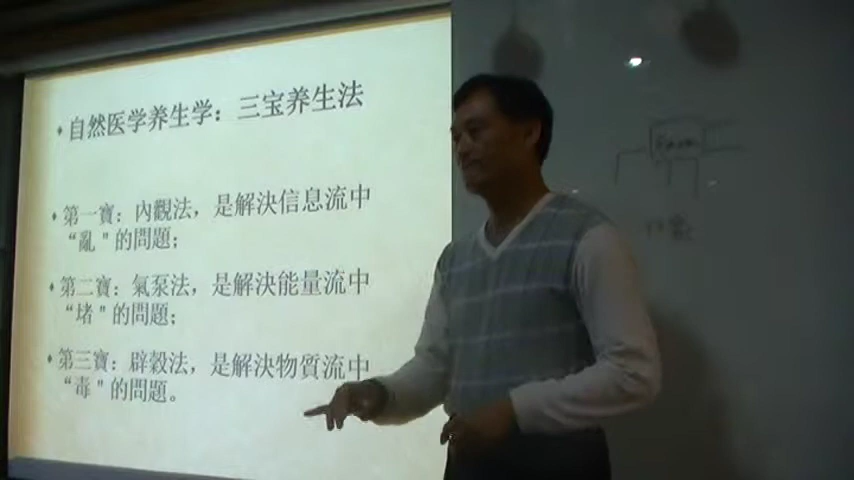 自然医学养生学：三宝养生法
第一寶：內觀法，是解決信息流中
“亂”的問題；
第二寶：氣泵法，是解決能量流中
“堵”的問題；
第三寶：辟穀法，是解決物質流中
“毒”的問題。